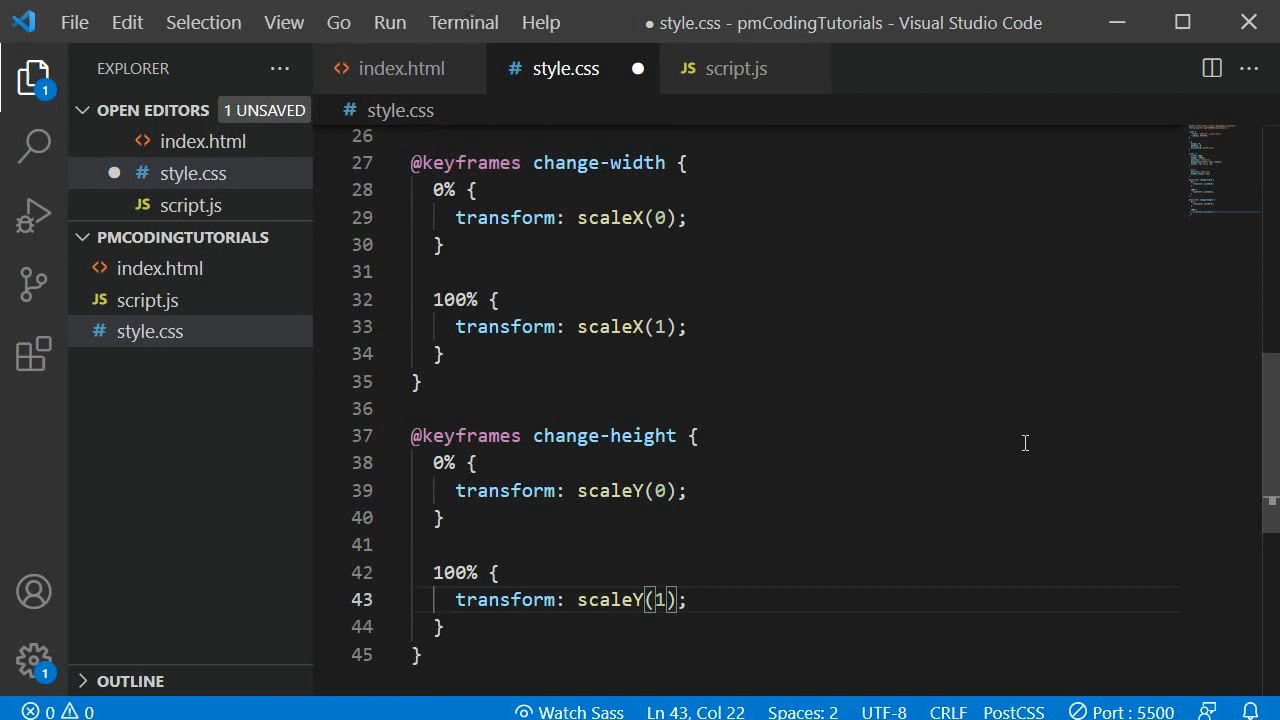 File Edit Selection View Go Run Terminal Help ● style.css - pmCodingTutorials - Visual Studio Code
EXPLORER
<> index.html # style.css ● JS script.js
OPEN EDITORS 1 UNSAVED
<> index.html
● # style.css
JS script.js
PMCODINGTUTORIALS
<> index.html
JS script.js
# style.css
OUTLINE
1
1
# style.css
26
27 @keyframes change-width {
28 0% {
29 transform: scaleX(0);
30 }
31
32 100% {
33 transform: scaleX(1);
34 }
35 }
36
37 @keyframes change-height {
38 0% {
39 transform: scaleY(0);
40 }
41
42 100% {
43 transform: scaleY(1);
44 }
45 }
0 0 Watch Sass Ln 43, Col 22 Spaces: 2 UTF-8 CRLF PostCSS Port : 5500